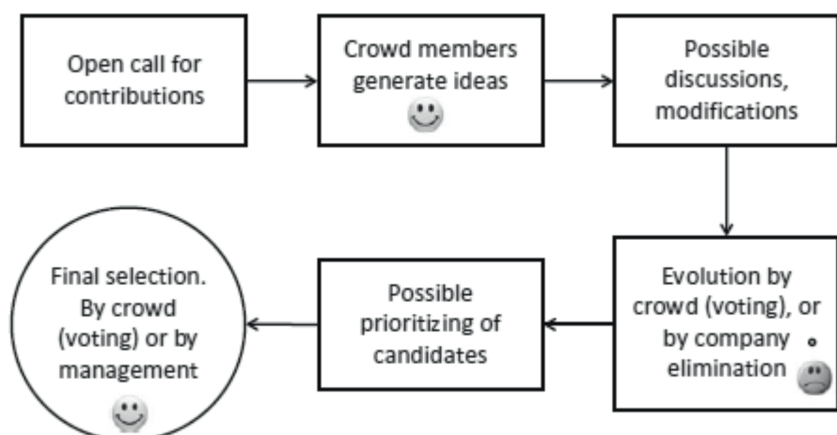 Open call for
contributions
Crowd members
generate ideas
Possible
discussions,
modifications
Evolution by
crowd (voting), or
by company
elimination
Possible
prioritizing of
candidates
Final selection.
By crowd
(voting) or by
management